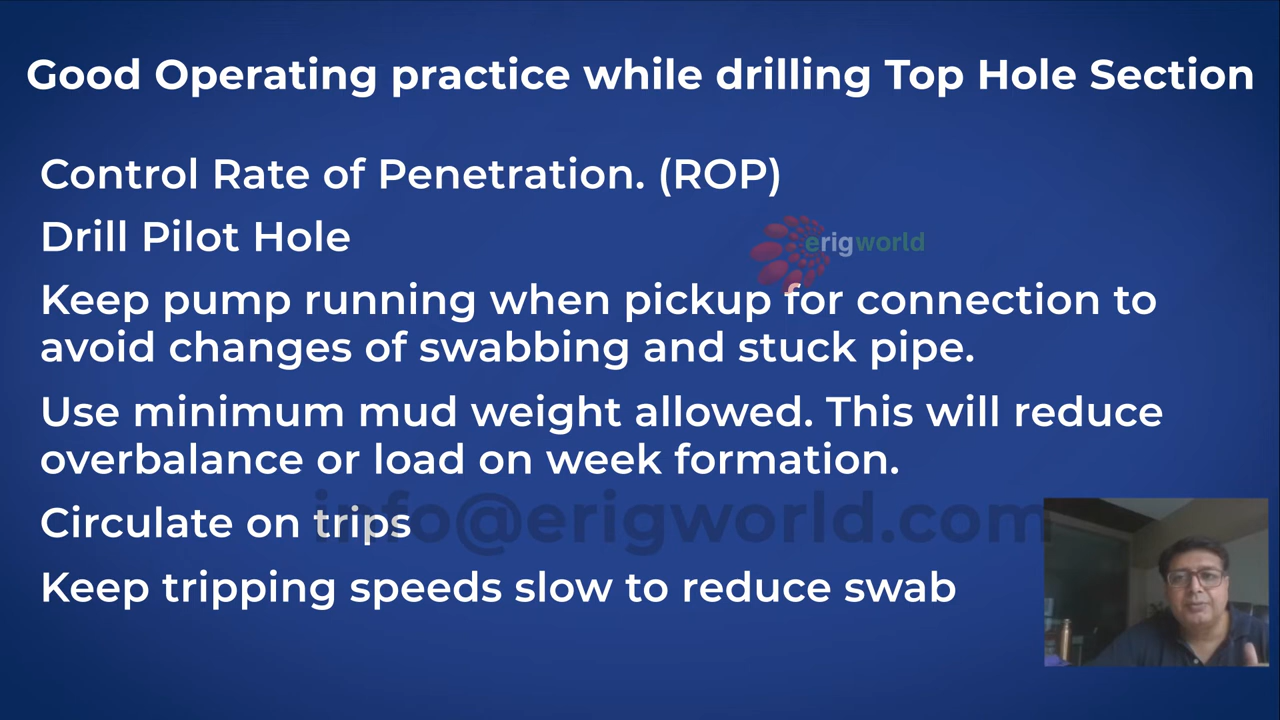 Good Operating practice while drilling Top Hole Section
Control Rate of Penetration. (ROP)
Drill Pilot Hole
erigworld
Keep pump running when pickup for connection to
avoid changes of swabbing and stuck pipe.
Use minimum mud weight allowed. This will reduce
overbalance or load on week formation.
info@erigworld.com
Circulate on trips
Keep tripping speeds slow to reduce swab